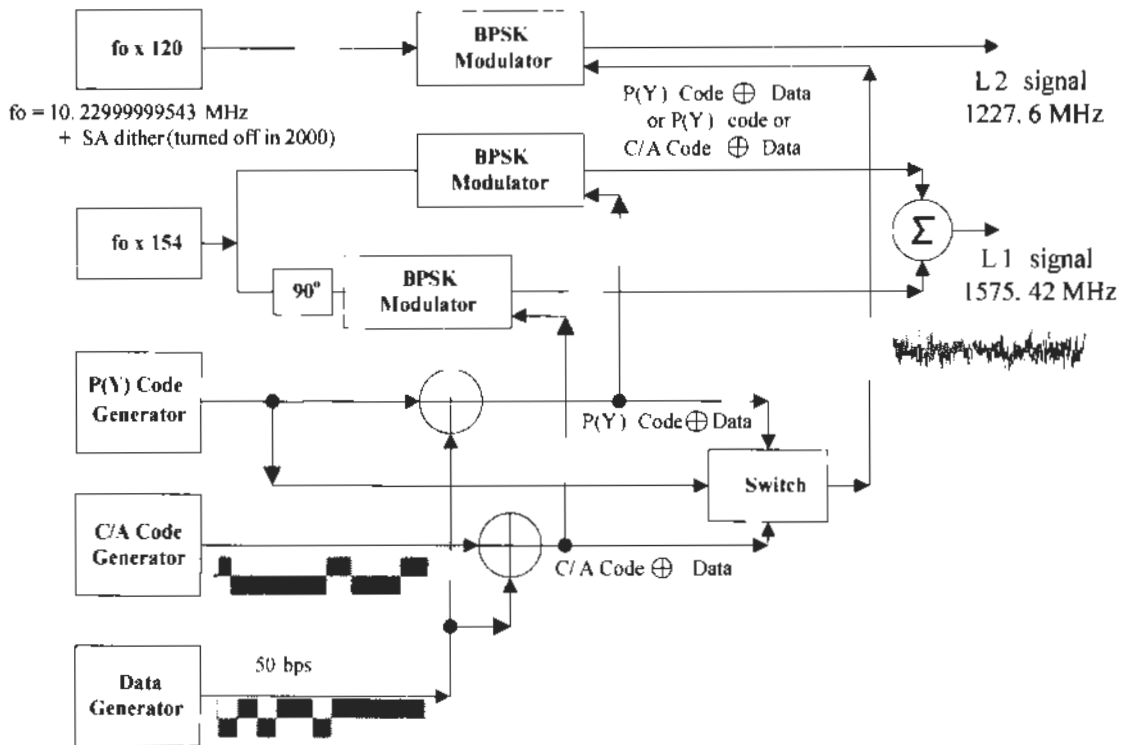 fo x 120
BPSK
Modulator
L2 signal
1227.6 MHz
fo = 10.22999999543 MHz
+ SA dither (turned off in 2000)
P(Y) Code ⊕ Data
or P(Y) code or
C/A Code ⊕ Data
BPSK
Modulator
fo x 154
Σ
L1 signal
1575.42 MHz
90°
BPSK
Modulator
P(Y) Code
Generator
P(Y) Code ⊕ Data
Switch
C/A Code
Generator
C/A Code ⊕ Data
50 bps
Data
Generator